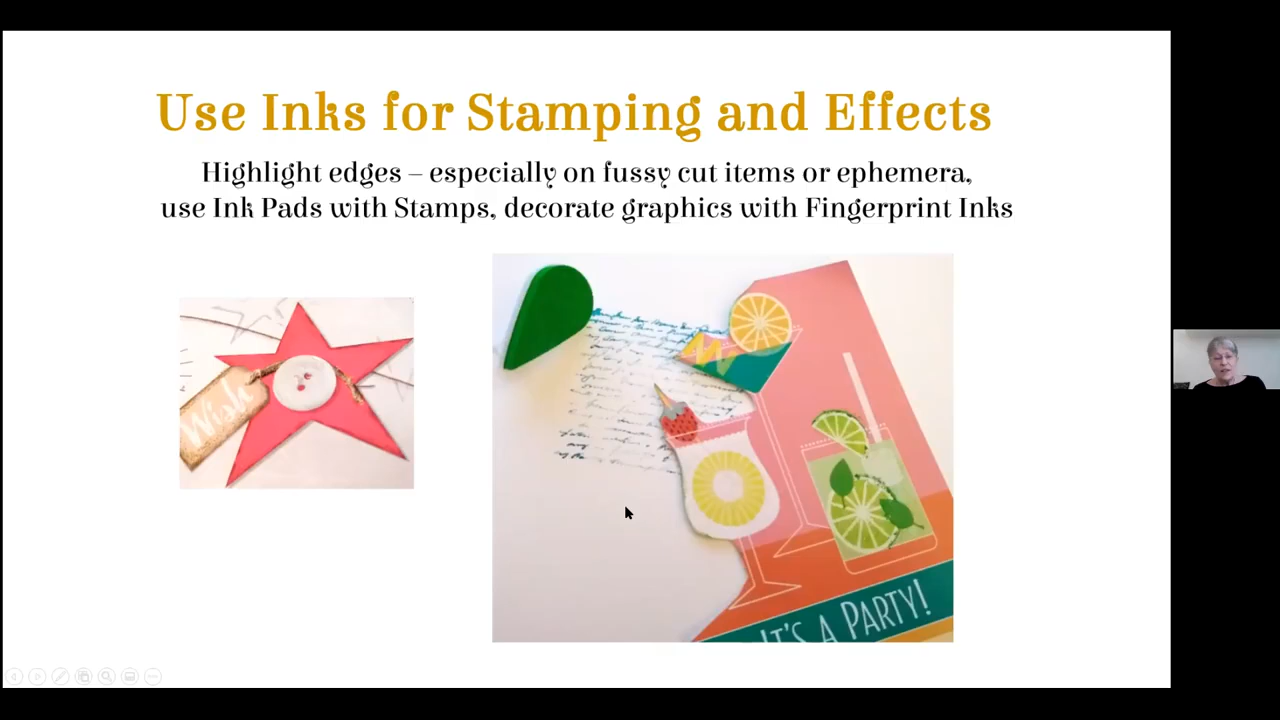 Use Inks for Stamping and Effects
Highlight edges – especially on fussy cut items or ephemera,
use Ink Pads with Stamps, decorate graphics with Fingerprint Inks
Wish
IT'S A PARTY!